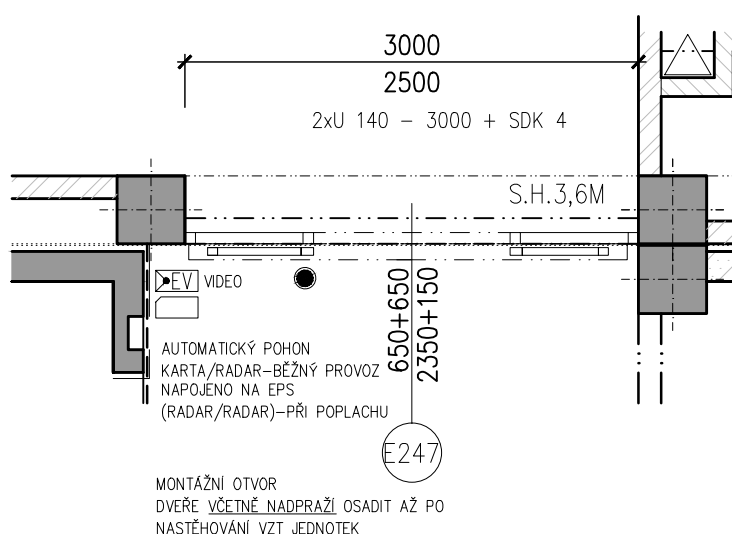 3000
2500
2xU 140 – 3000 + SDK 4
S.H.3,6M
EV VIDEO
650+650
2350+150
AUTOMATICKÝ POHON
KARTA/RADAR–BĚŽNÝ PROVOZ
NAPOJENO NA EPS
(RADAR/RADAR)–PŘI POPLACHU
E247
MONTÁŽNÍ OTVOR
DVEŘE VČETNĚ NADPRAŽÍ OSADIT AŽ PO
NASTĚHOVÁNÍ VZT JEDNOTEK